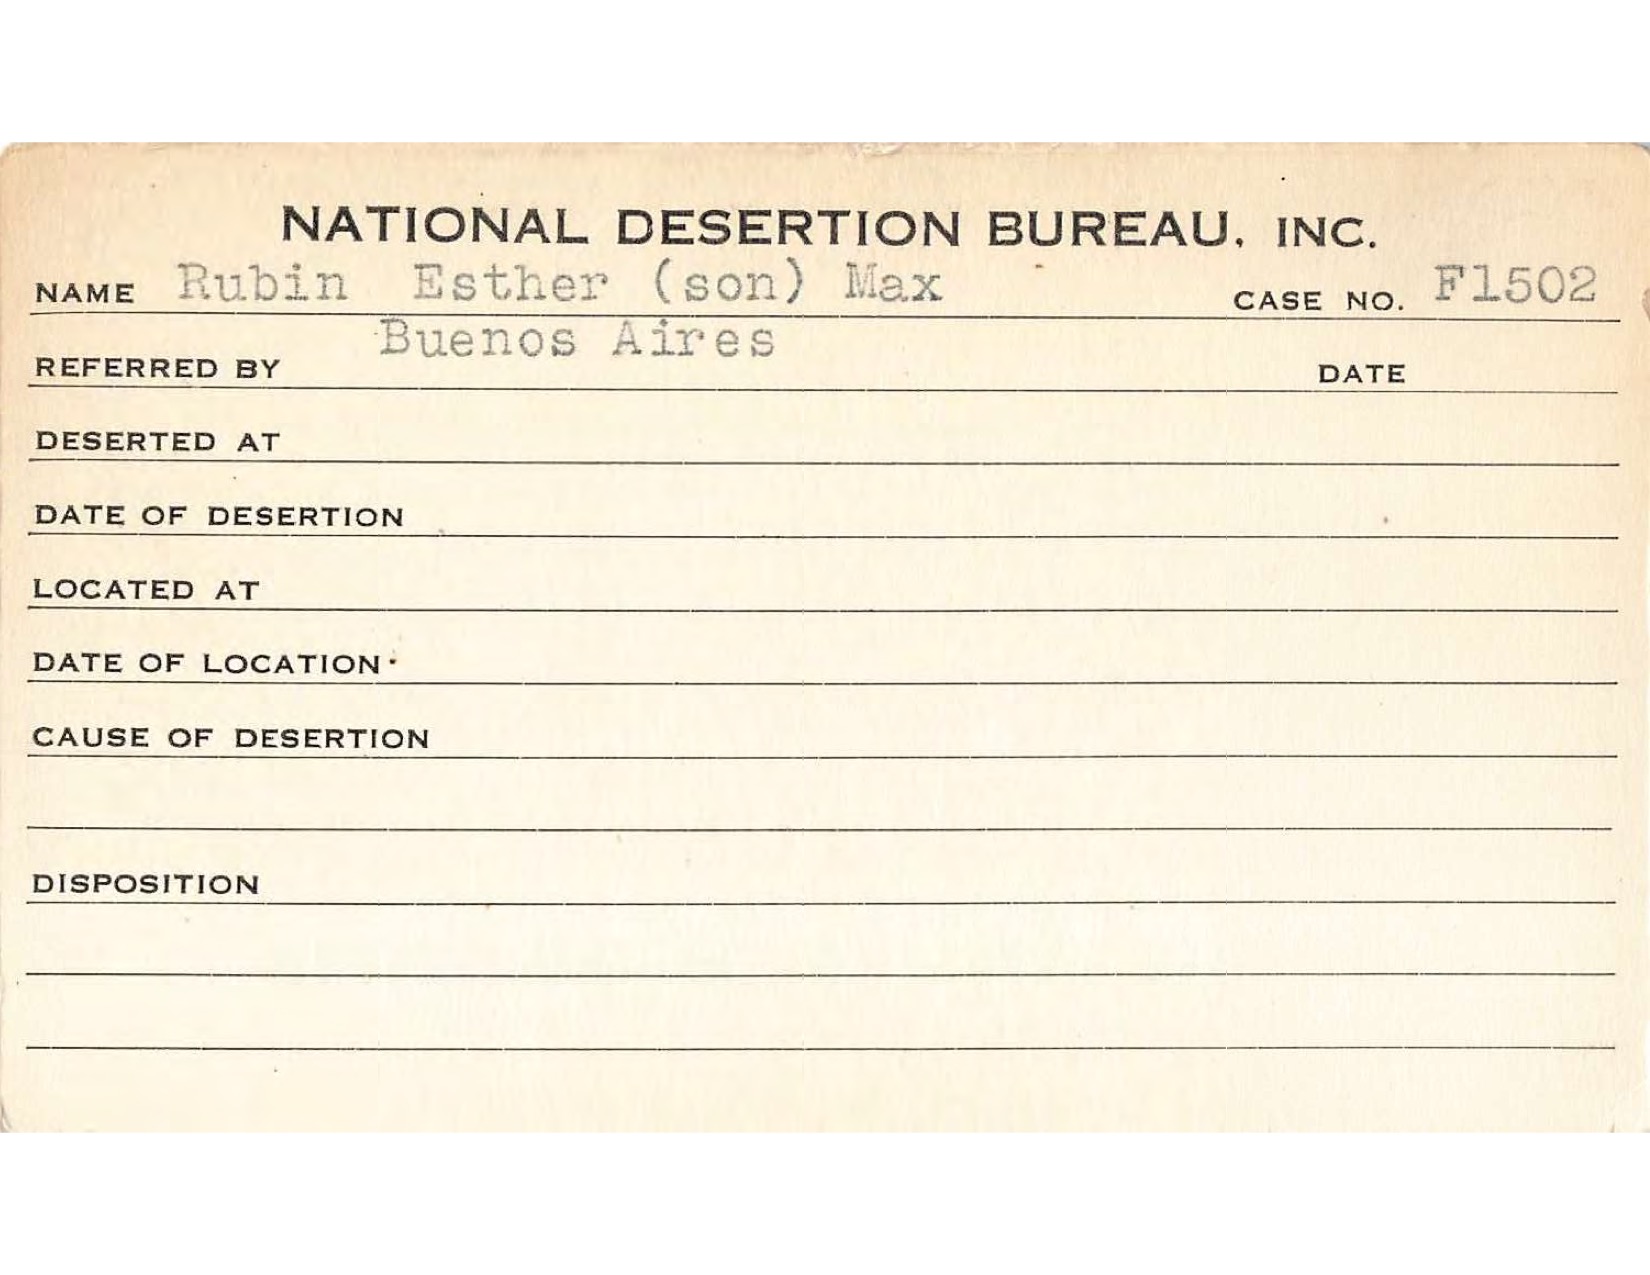 NATIONAL DESERTION BUREAU, INC.
NAME Rubin Esther (son) Max CASE NO. F1502
Buenos Aires
REFERRED BY DATE
DESERTED AT
DATE OF DESERTION
LOCATED AT
DATE OF LOCATION
CAUSE OF DESERTION
DISPOSITION